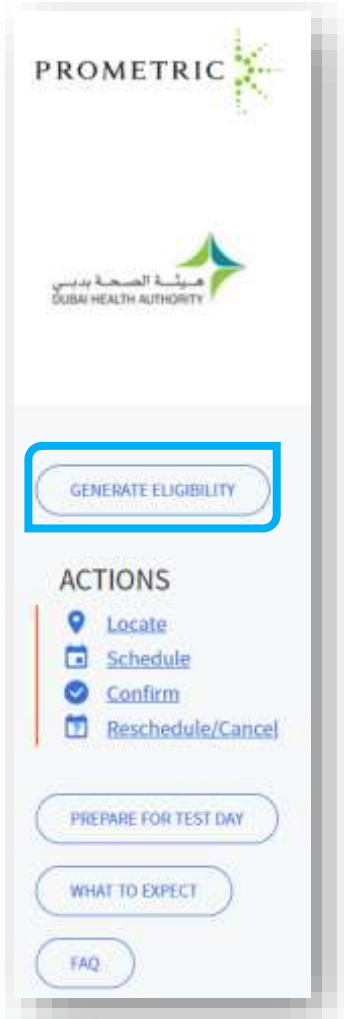 PROMETRIC
هيئة الصحة بدبي
DUBAI HEALTH AUTHORITY
GENERATE ELIGIBILITY
ACTIONS
Locate
Schedule
Confirm
Reschedule/Cancel
PREPARE FOR TEST DAY
WHAT TO EXPECT
FAQ